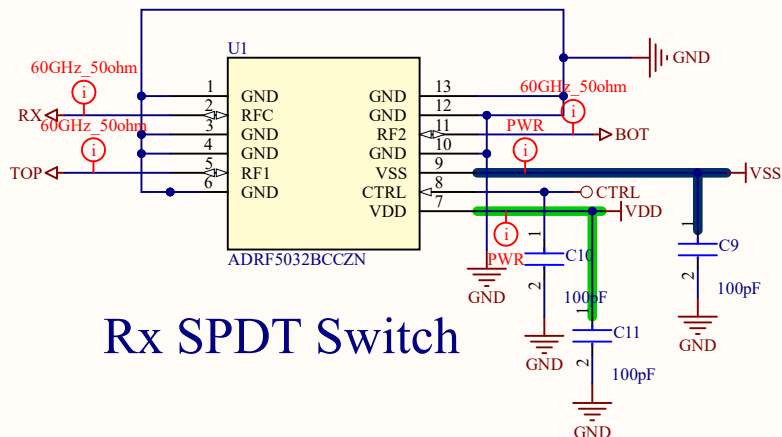 U1
60GHz_50ohm
GND
1
GND
GND
13
60GHz_50ohm
i
RX
2
RFC
GND
12
i
60GHz_50ohm
3
GND
RF2
11
PWR
BOT
i
4
GND
GND
10
i
TOP
5
RF1
VSS
9
VSS
6
GND
CTRL
8
CTRL
VDD
7
VDD
1
i
1
ADRF5032BCCZN
PWR
C10
C9
2
2
GND
100pF
100pF
1
Rx SPDT Switch
C11
GND
GND
2
100pF
GND